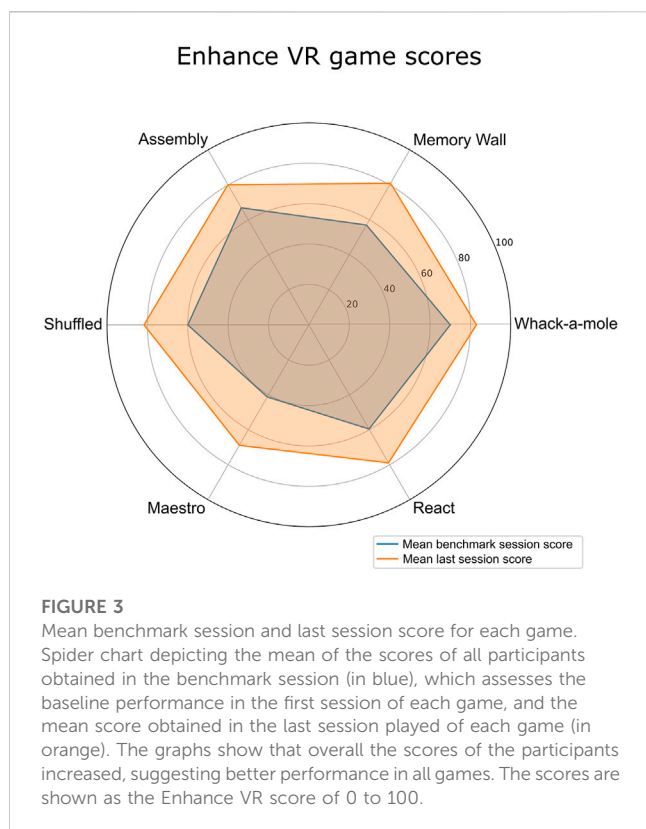 Enhance VR game scores
Assembly
Memory Wall
100
80
60
40
20
Shuffled
Whack-a-mole
Maestro
React
Mean benchmark session score
Mean last session score
FIGURE 3
Mean benchmark session and last session score for each game.
Spider chart depicting the mean of the scores of all participants
obtained in the benchmark session (in blue), which assesses the
baseline performance in the first session of each game, and the
mean score obtained in the last session played of each game (in
orange). The graphs show that overall the scores of the participants
increased, suggesting better performance in all games. The scores are
shown as the Enhance VR score of 0 to 100.